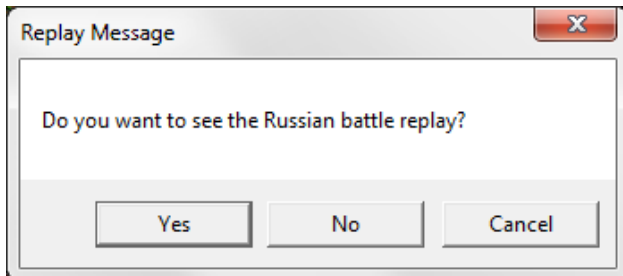 Replay Message
Do you want to see the Russian battle replay?
Yes No Cancel